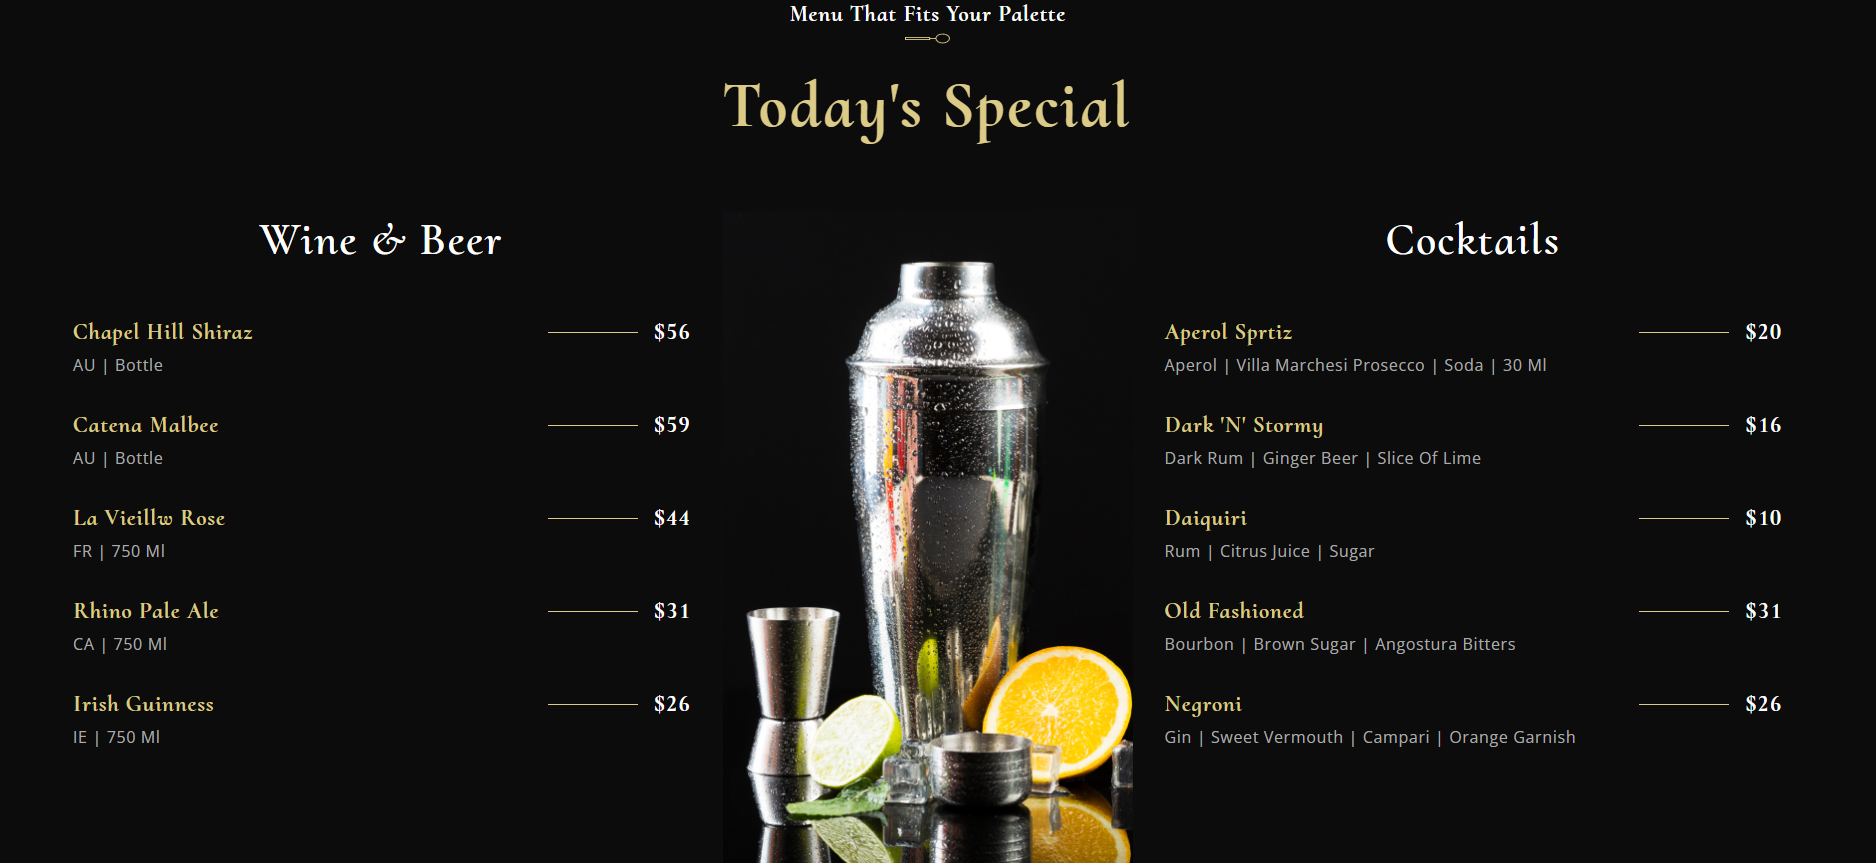 Menu That Fits Your Palette
Today's Special
Wine & Beer
Chapel Hill Shiraz $56
AU | Bottle
Catena Malbee $59
AU | Bottle
La Vieillw Rose $44
FR | 750 Ml
Rhino Pale Ale $31
CA | 750 Ml
Irish Guinness $26
IE | 750 Ml
Cocktails
Aperol Sprtiz $20
Aperol | Villa Marchesi Prosecco | Soda | 30 Ml
Dark 'N' Stormy $16
Dark Rum | Ginger Beer | Slice Of Lime
Daiquiri $10
Rum | Citrus Juice | Sugar
Old Fashioned $31
Bourbon | Brown Sugar | Angostura Bitters
Negroni $26
Gin | Sweet Vermouth | Campari | Orange Garnish